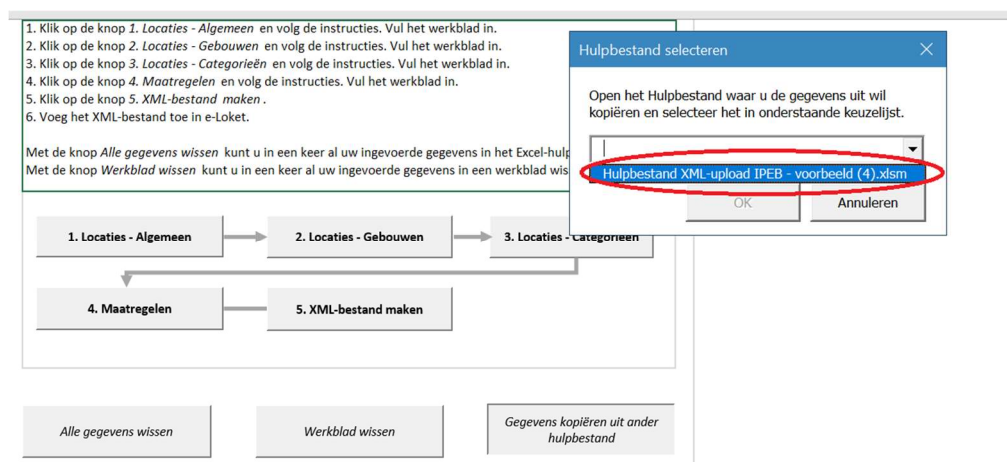 1. Klik op de knop 1. Locaties - Algemeen en volg de instructies. Vul het werkblad in.
2. Klik op de knop 2. Locaties - Gebouwen en volg de instructies. Vul het werkblad in.
3. Klik op de knop 3. Locaties - Categorieën en volg de instructies. Vul het werkblad in.
4. Klik op de knop 4. Maatregelen en volg de instructies. Vul het werkblad in.
5. Klik op de knop 5. XML-bestand maken .
6. Voeg het XML-bestand toe in e-Loket.
Met de knop Alle gegevens wissen kunt u in een keer al uw ingevoerde gegevens in het Excel-hulp
Met de knop Werkblad wissen kunt u in een keer al uw ingevoerde gegevens in een werkblad wis
Hulpbestand selecteren
Open het Hulpbestand waar u de gegevens uit wil
kopiëren en selecteer het in onderstaande keuzelijst.
Hulpbestand XML-upload IPEB - voorbeeld (4).xlsm
OK
Annuleren
1. Locaties - Algemeen
2. Locaties - Gebouwen
3. Locaties - Categorieën
4. Maatregelen
5. XML-bestand maken
Alle gegevens wissen
Werkblad wissen
Gegevens kopiëren uit ander
hulpbestand